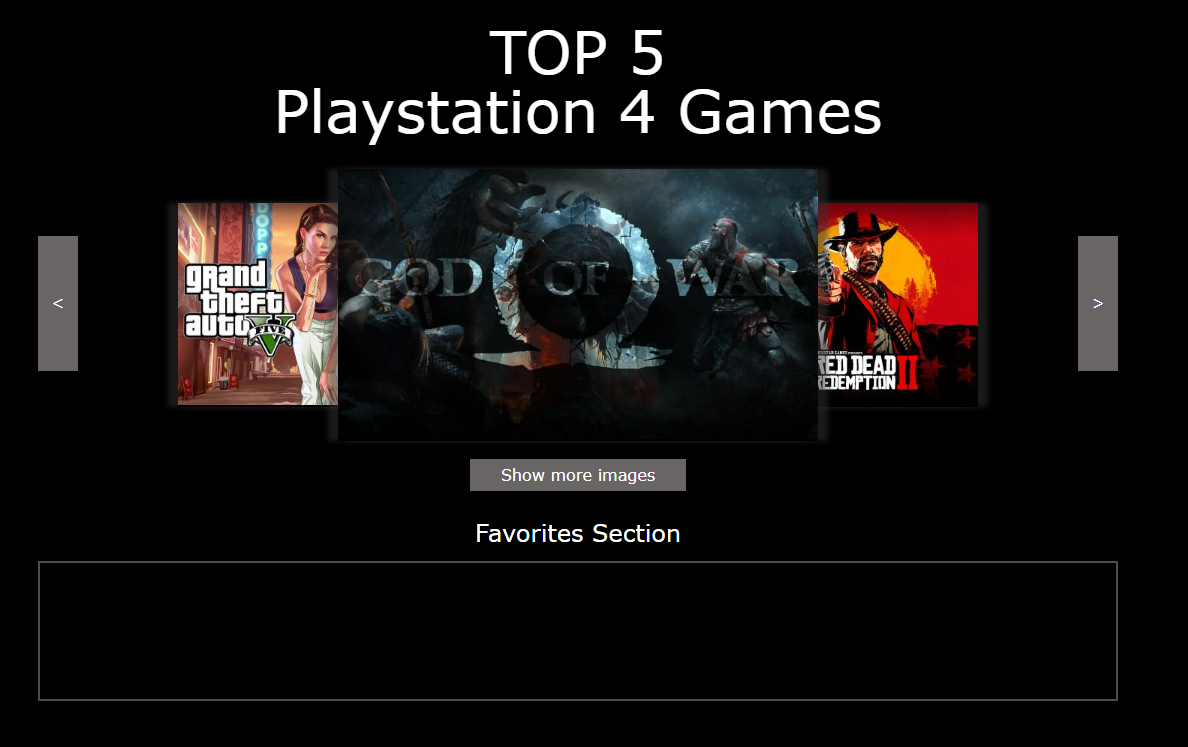 TOP 5
Playstation 4 Games
DOPP
grand
theft
auto
FIVE
V
GOD OF WAR
RED DEAD
REDEMPTION II
<
>
Show more images
Favorites Section